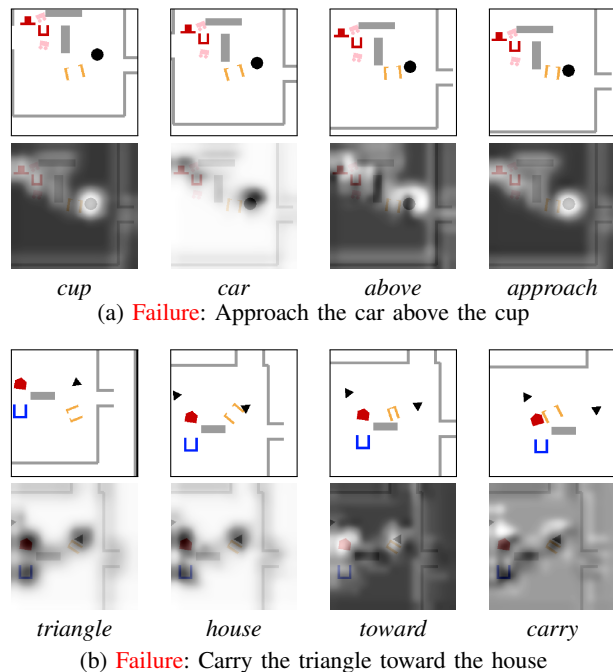 cup car above approach
(a) Failure: Approach the car above the cup
triangle house toward carry
(b) Failure: Carry the triangle toward the house